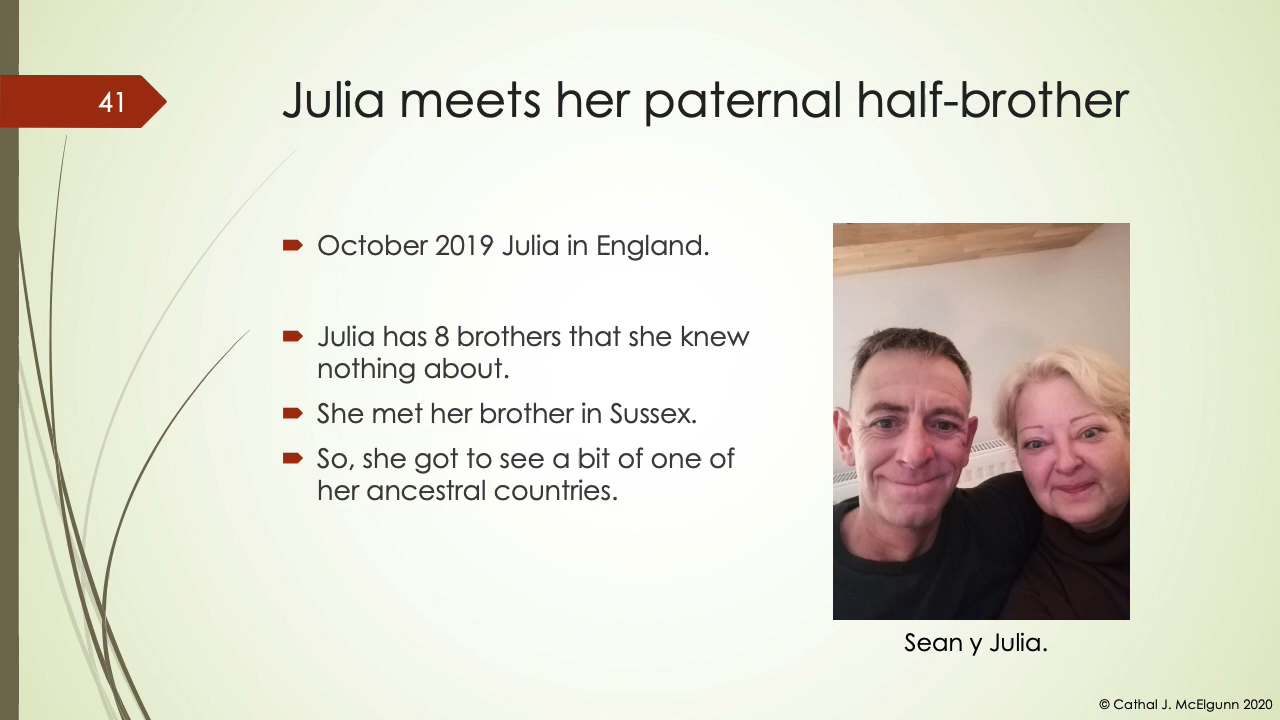 41
Julia meets her paternal half-brother
October 2019 Julia in England.
Julia has 8 brothers that she knew
nothing about.
She met her brother in Sussex.
So, she got to see a bit of one of
her ancestral countries.
Sean y Julia.
© Cathal J. McElgunn 2020